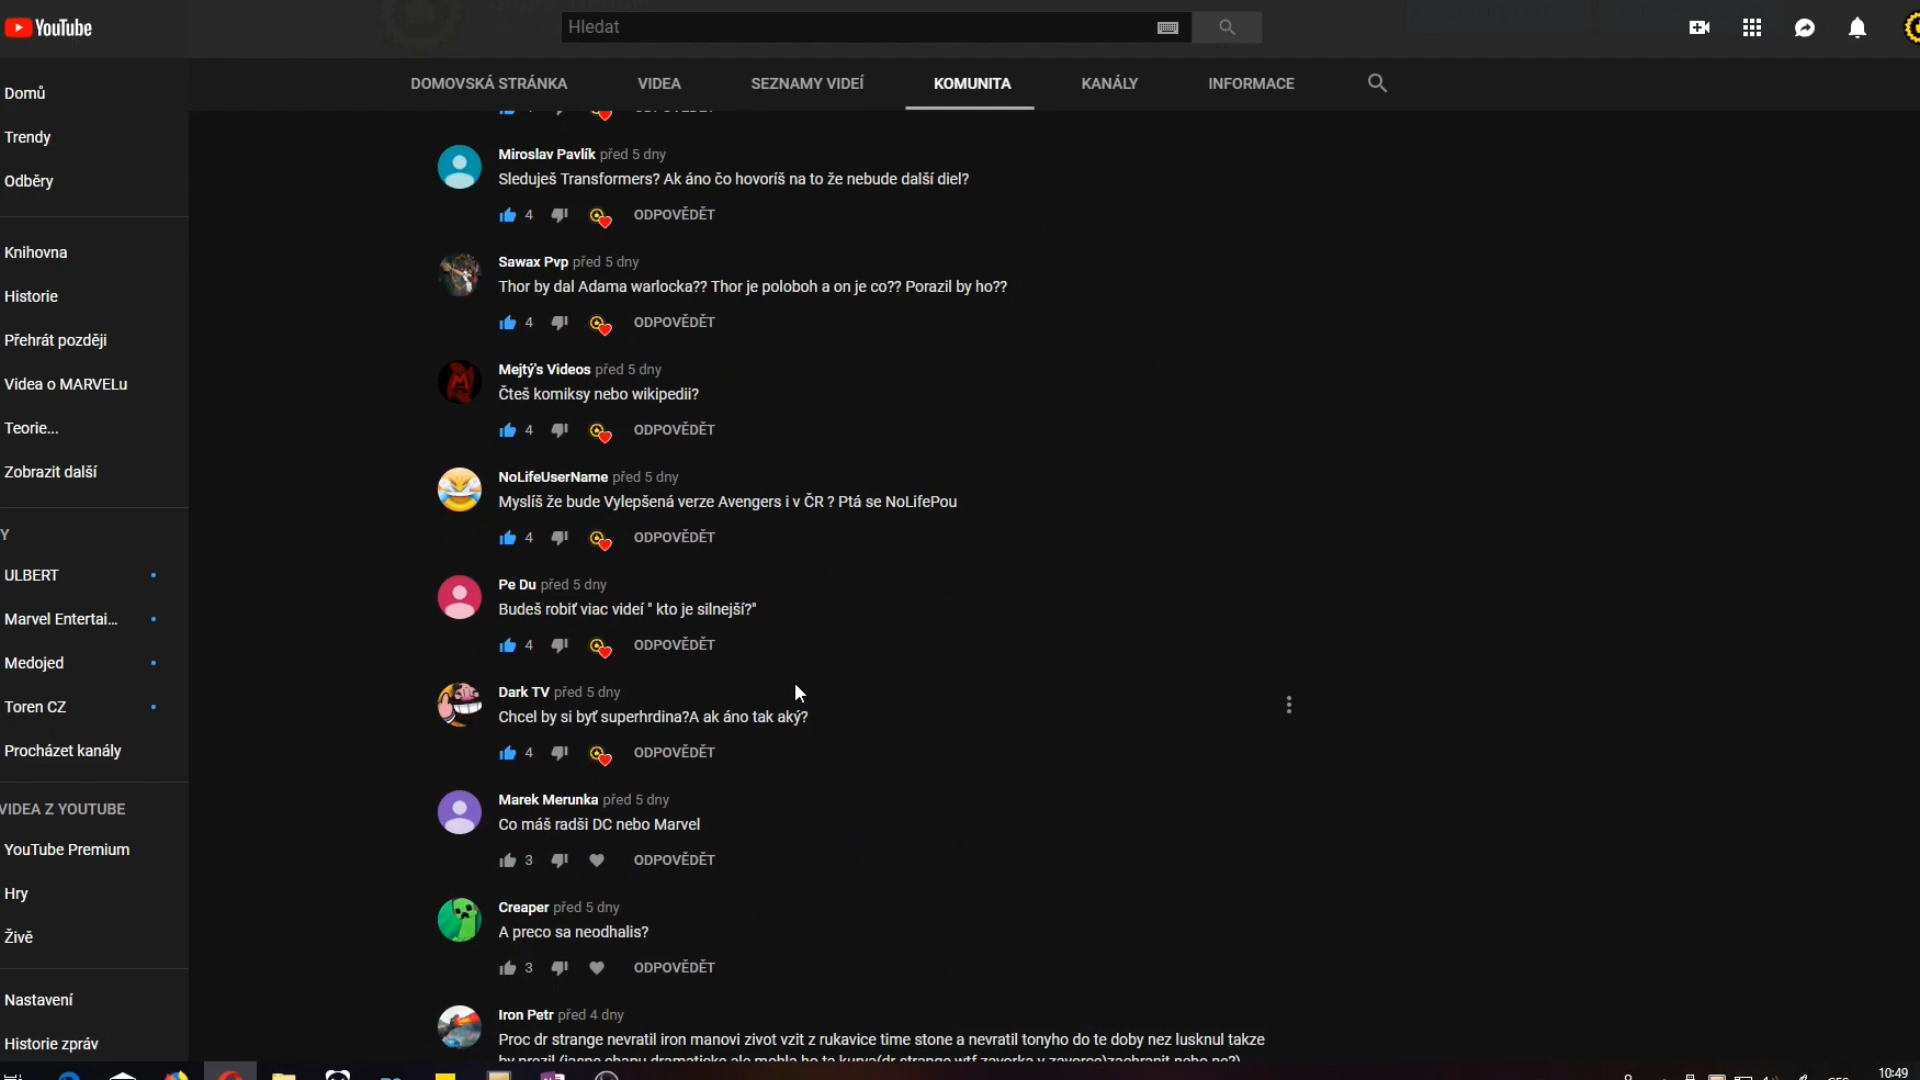 YouTube
Hledat
DOMOVSKÁ STRÁNKA VIDEA SEZNAMY VIDEÍ KOMUNITA KANÁLY INFORMACE
Domů
Trendy
Odběry
Knihovna
Historie
Přehrát později
Videa o MARVELu
Teorie...
Zobrazit další
Y
ULBERT
Marvel Entertai...
Medojed
Toren CZ
Procházet kanály
VIDEA Z YOUTUBE
YouTube Premium
Hry
Živě
Nastavení
Historie zpráv
Miroslav Pavlík před 5 dny
Sleduješ Transformers? Ak áno čo hovoríš na to že nebude další diel?
4 ODPOVĚDĚT
Sawax Pvp před 5 dny
Thor by dal Adama warlocka?? Thor je poloboh a on je co?? Porazil by ho??
4 ODPOVĚDĚT
Mejtý's Videos před 5 dny
Čteš komiksy nebo wikipedii?
4 ODPOVĚDĚT
NoLifeUserName před 5 dny
Myslíš že bude Vylepšená verze Avengers i v ČR ? Ptá se NoLifePou
4 ODPOVĚDĚT
Pe Du před 5 dny
Budeš robiť viac videí " kto je silnejší?"
4 ODPOVĚDĚT
Dark TV před 5 dny
Chcel by si byť superhrdina?A ak áno tak aký?
4 ODPOVĚDĚT
Marek Merunka před 5 dny
Co máš radši DC nebo Marvel
3 ODPOVĚDĚT
Creaper před 5 dny
A preco sa neodhalis?
3 ODPOVĚDĚT
Iron Petr před 4 dny
Proc dr strange nevratil iron manovi zivot vzit z rukavice time stone a nevratil tonyho do te doby nez lusknul takze
10:49